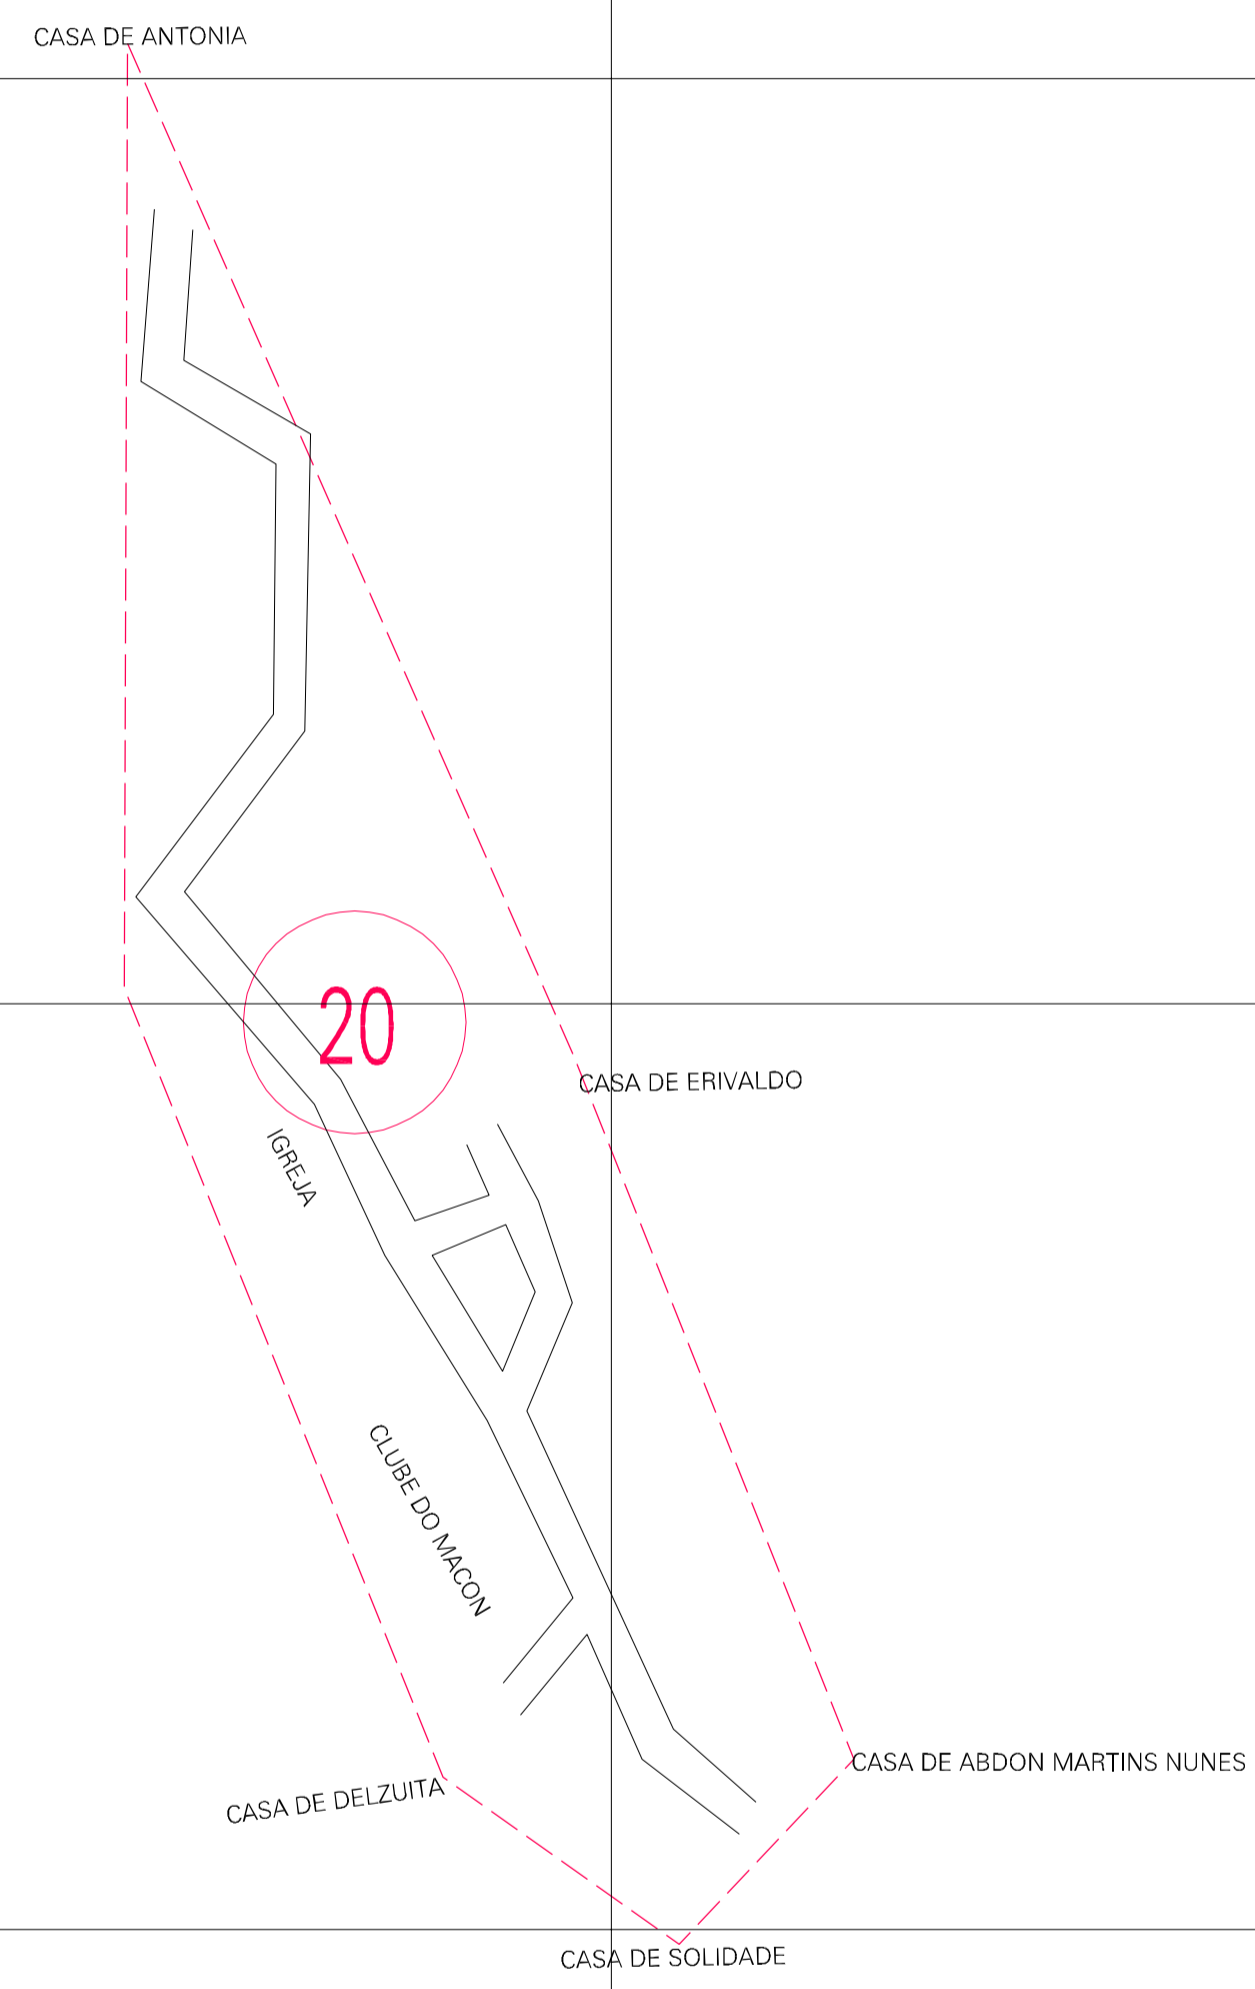 CASA DE ANTONIA
20
CASA DE ERIVALDO
IGREJA
CLUBE DO MACON
CASA DE ABDON MARTINS NUNES
CASA DE DELZUITA
CASA DE SOLIDADE